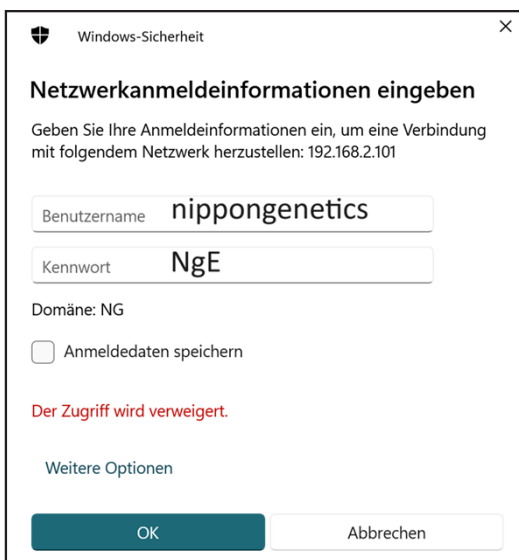 Windows-Sicherheit
Netzwerkanmeldeinformationen eingeben
Geben Sie Ihre Anmeldeinformationen ein, um eine Verbindung
mit folgendem Netzwerk herzustellen: 192.168.2.101
Benutzername nippongenetics
Kennwort NgE
Domäne: NG
Anmeldedaten speichern
Der Zugriff wird verweigert.
Weitere Optionen
OK Abbrechen